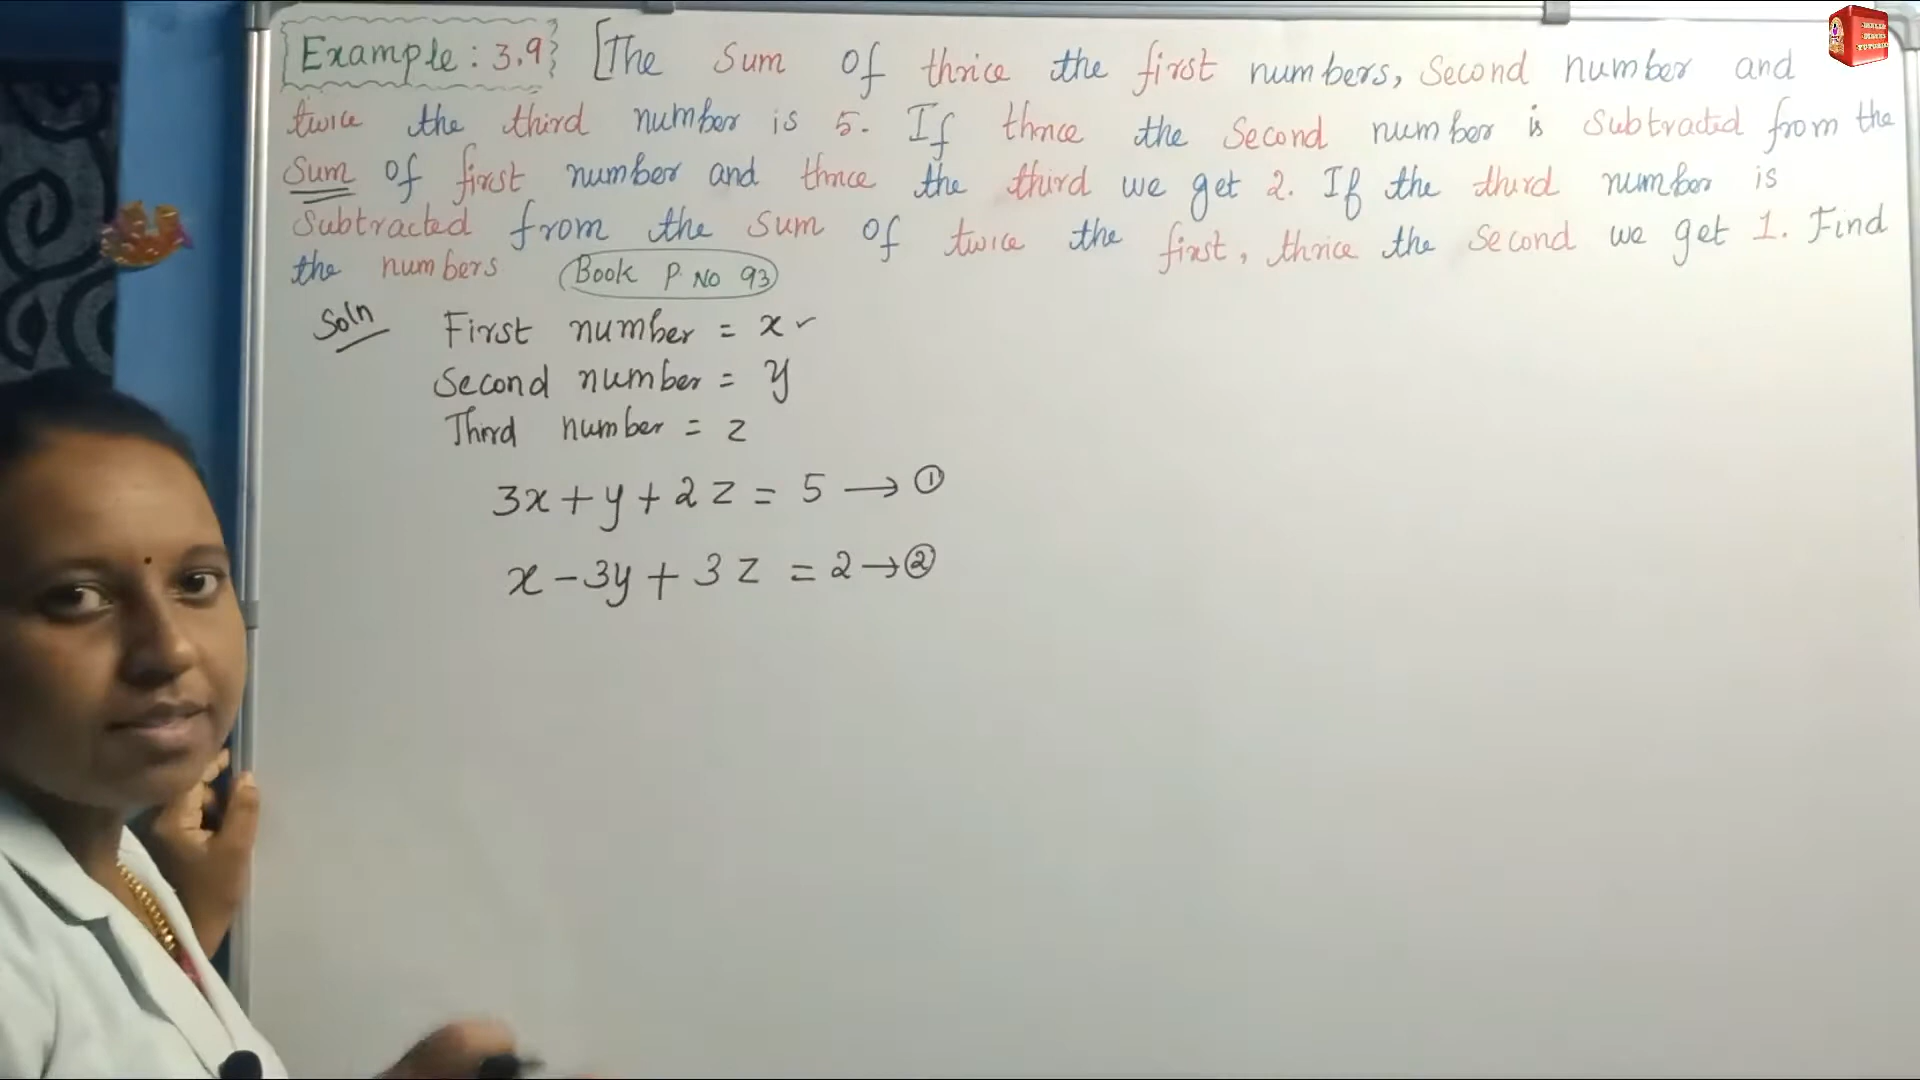 Example: 3.9 [The Sum of thrice the first numbers, Second number and
twice the third number is 5. If thrice the Second number is Subtracted from the
Sum of first number and thrice the third we get 2. If the third number is
Subtracted from the sum of twice the first, thrice the Second we get 1. Find
the numbers Book P. No 93
Soln First number = x
Second number = y
Third number = z
3x + y + 2z = 5 → ①
x - 3y + 3z = 2 → ②